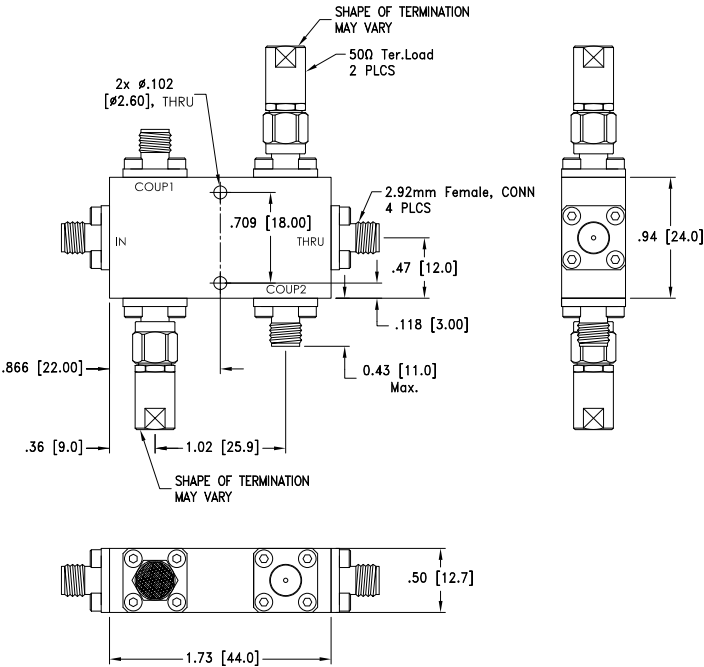 SHAPE OF TERMINATION
MAY VARY
50Ω Ter.Load
2 PLCS
2x ø.102
[ø2.60], THRU
COUP1
2.92mm Female, CONN
4 PLCS
.709 [18.00]
IN
THRU
.94 [24.0]
.47 [12.0]
COUP2
.118 [3.00]
.866 [22.00]
0.43 [11.0]
Max.
.36 [9.0]
1.02 [25.9]
SHAPE OF TERMINATION
MAY VARY
.50 [12.7]
1.73 [44.0]